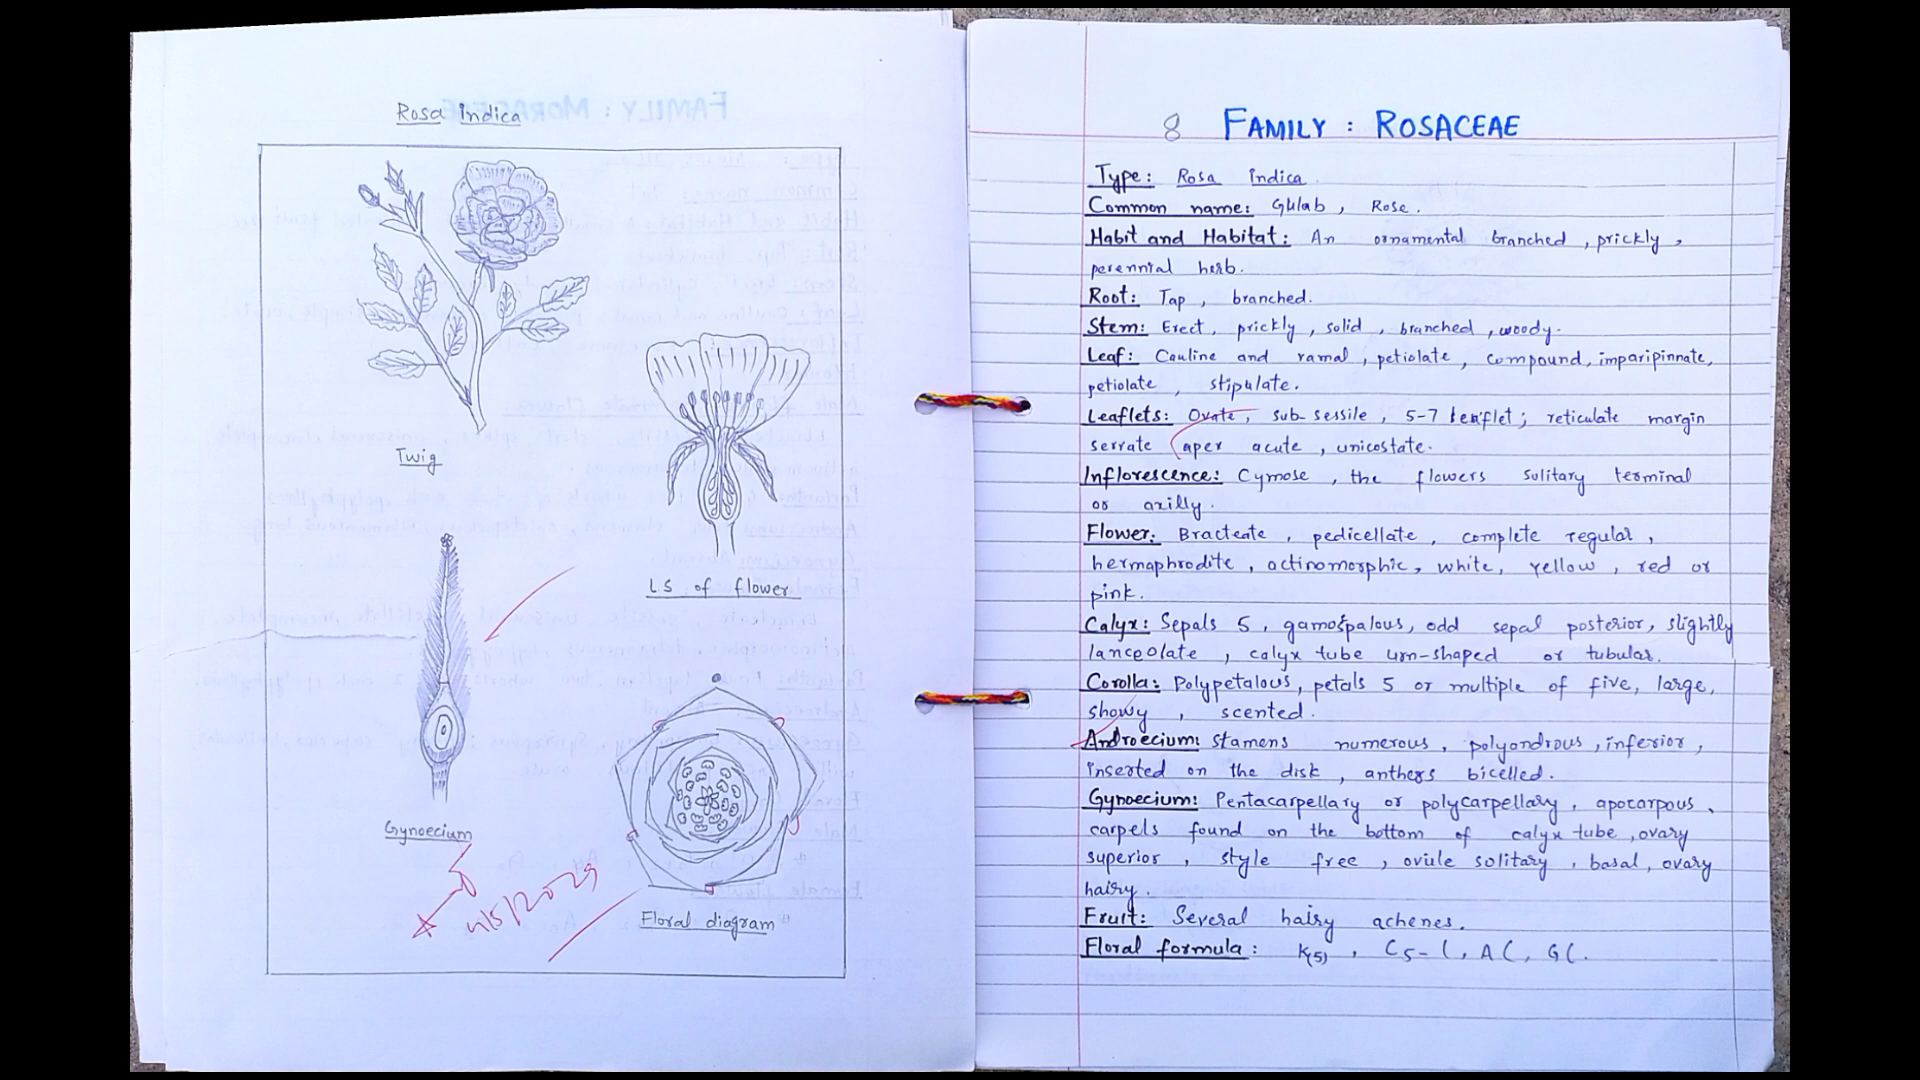 Rosa indica
Twig
L.S. of flower
Gynoecium
4/5/2025
Floral diagram
8 FAMILY : ROSACEAE
Type: Rosa indica.
Common name: Gulab, Rose.
Habit and Habitat: An ornamental branched, prickly,
perennial herb.
Root: Tap, branched.
Stem: Erect, prickly, solid, branched, woody.
Leaf: Cauline and ramal, petiolate, compound, imparipinnate,
petiolate, stipulate.
Leaflets: Ovate, sub-sessile, 5-7 leaflet; reticulate margin
serrate apex acute, unicostate.
Inflorescence: Cymose, the flowers solitary terminal
or axilly.
Flower: Bracteate, pedicellate, complete regular,
hermaphrodite, actinomorphic, white, yellow, red or
pink.
Calyx: Sepals 5, gamospalous, odd sepal posterior, slightly
lanceolate, calyx tube urn-shaped or tubular.
Corolla: Polypetalous, petals 5 or multiple of five, large,
showy, scented.
Androecium: Stamens numerous, polyandrous, inferior,
inserted on the disk, anthers bicelled.
Gynoecium: Pentacarpellary or polycarpellary, apocarpous,
carpels found on the bottom of calyx tube, ovary
superior, style free, ovule solitary, basal, ovary
hairy.
Fruit: Several hairy achenes.
Floral formula: K(5), C5-(, A(, G(.